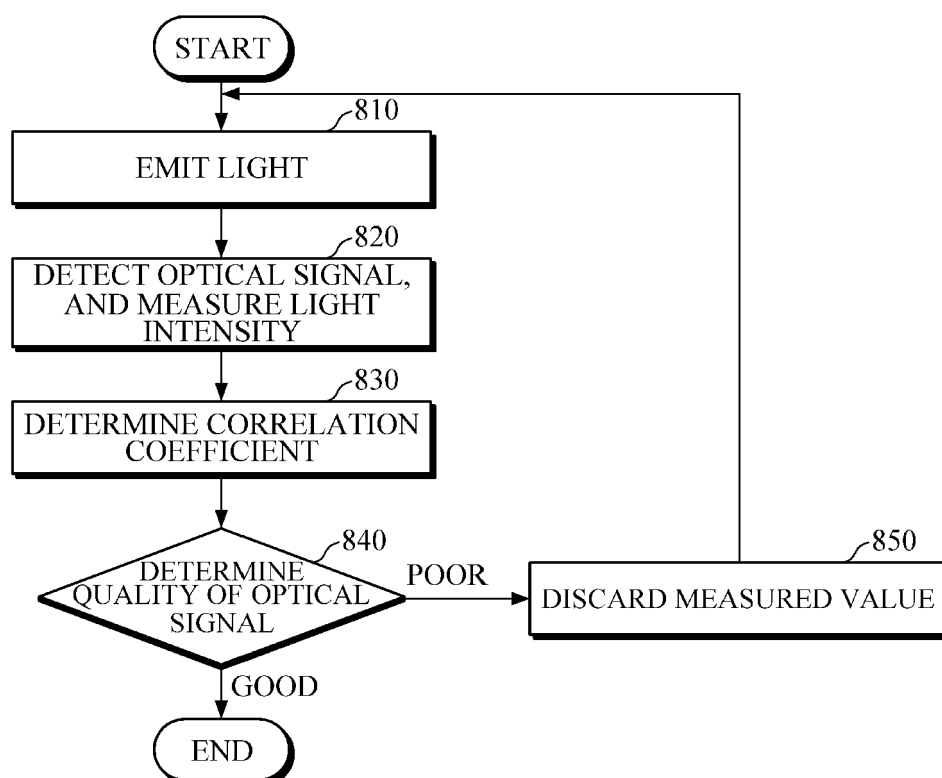 START
810
EMIT LIGHT
820
DETECT OPTICAL SIGNAL,
AND MEASURE LIGHT
INTENSITY
830
DETERMINE CORRELATION
COEFFICIENT
840
DETERMINE
QUALITY OF OPTICAL
SIGNAL
POOR
850
DISCARD MEASURED VALUE
GOOD
END